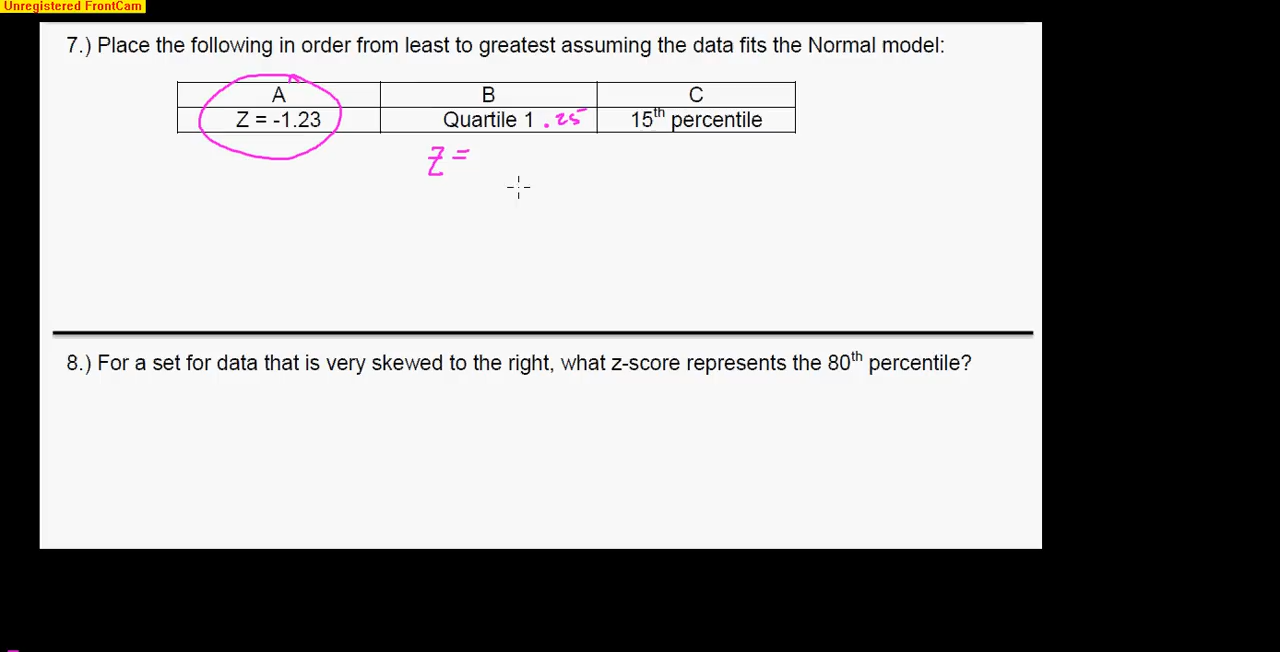 Unregistered FrontCam
7.) Place the following in order from least to greatest assuming the data fits the Normal model:
A B C
Z = -1.23 Quartile 1 .25 15th percentile
Z =
8.) For a set for data that is very skewed to the right, what z-score represents the 80th percentile?